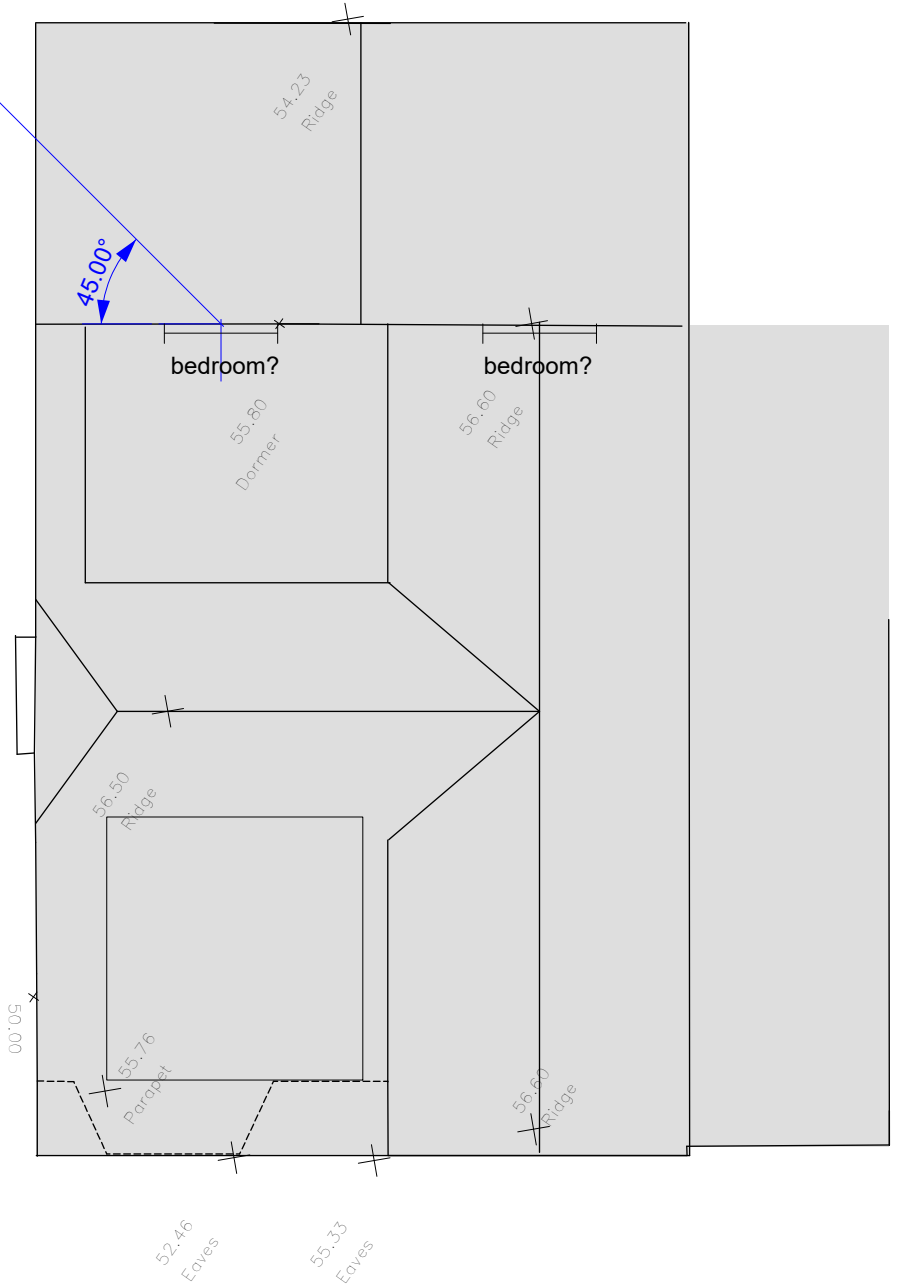 54.23
Ridge
45.00°
bedroom?
bedroom?
55.80
Dormer
56.60
Ridge
56.50
Ridge
50.00
55.76
Parapet
56.60
Ridge
52.46
Eaves
55.33
Eaves